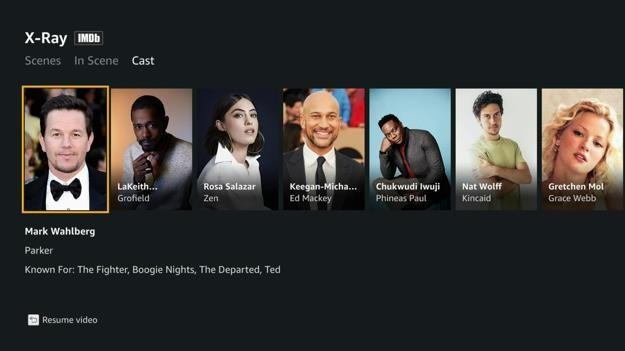 X-Ray IMDb
Scenes In Scene Cast
LaKeith...
Grofield
Rosa Salazar
Zen
Keegan-Micha...
Ed Mackey
Chukwudi Iwuji
Phineas Paul
Nat Wolff
Kincaid
Gretchen Mol
Grace Webb
Mark Wahlberg
Parker
Known For: The Fighter, Boogie Nights, The Departed, Ted
Resume video